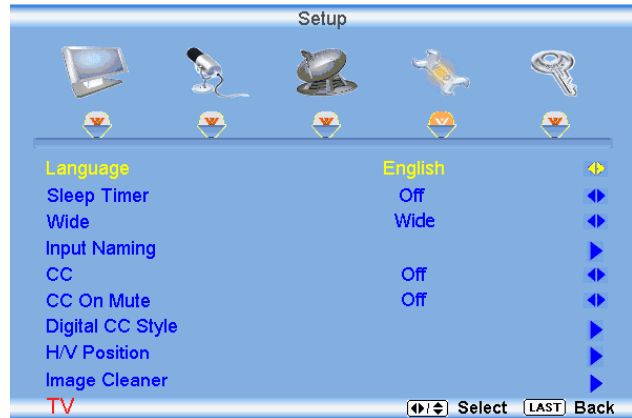 Setup
Language English
Sleep Timer Off
Wide Wide
Input Naming
CC Off
CC On Mute Off
Digital CC Style
H/V Position
Image Cleaner
TV Select LAST Back